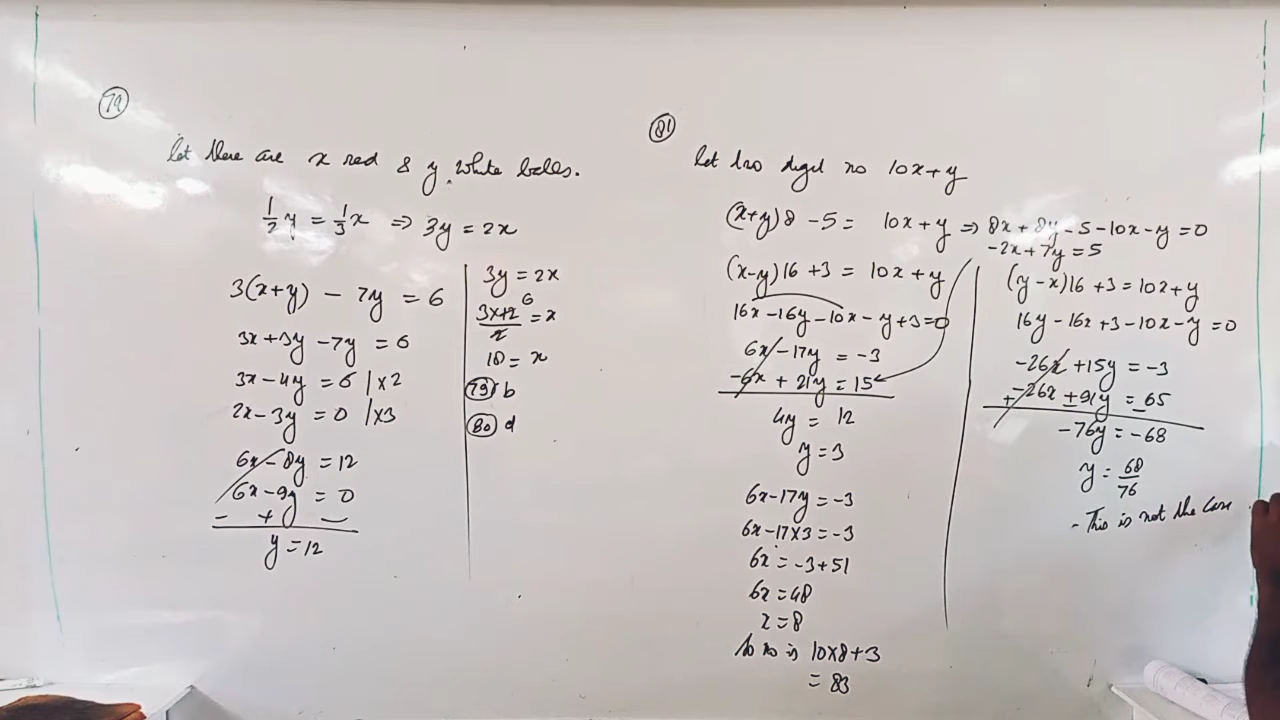 79
let there are x red & y white balls.
1/2 y = 1/3 x ⇒ 3y = 2x
3(x+y) - 7y = 6
3x+3y-7y = 6
3x-4y = 6 | x2
2x-3y = 0 | x3
6x-8y = 12
6x-9y = 0
- + -
y = 12
3y = 2x
3x12 6 / 2 = x
18 = x
79 b
80 d
81
let two digit no 10x+y
(x+y)8 - 5 = 10x+y ⇒ 8x+8y-5-10x-y=0
-2x+7y=5
(x-y)16 +3 = 10x+y
16x-16y-10x-y+3=0
6x-17y = -3
-6x + 21y = 15
4y = 12
y = 3
6x-17y = -3
6x-17x3 = -3
6x = -3+51
6x = 48
x = 8
So no is 10x8+3
= 83
(y-x)16 +3 = 10x+y
16y-16x+3-10x-y=0
-26x+15y = -3
-26x+91y = 65
+ - -
-76y = -68
y = 68/76
- This is not the case